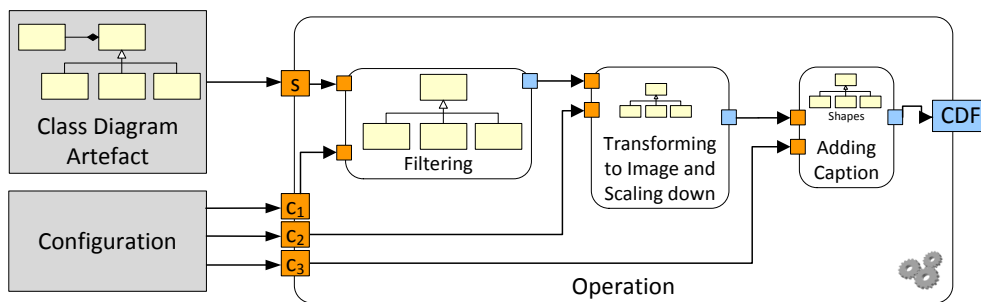 Class Diagram
Artefact
Configuration
S
C1
C2
C3
Filtering
Transforming
to Image and
Scaling down
Shapes
Adding
Caption
CDF
Operation